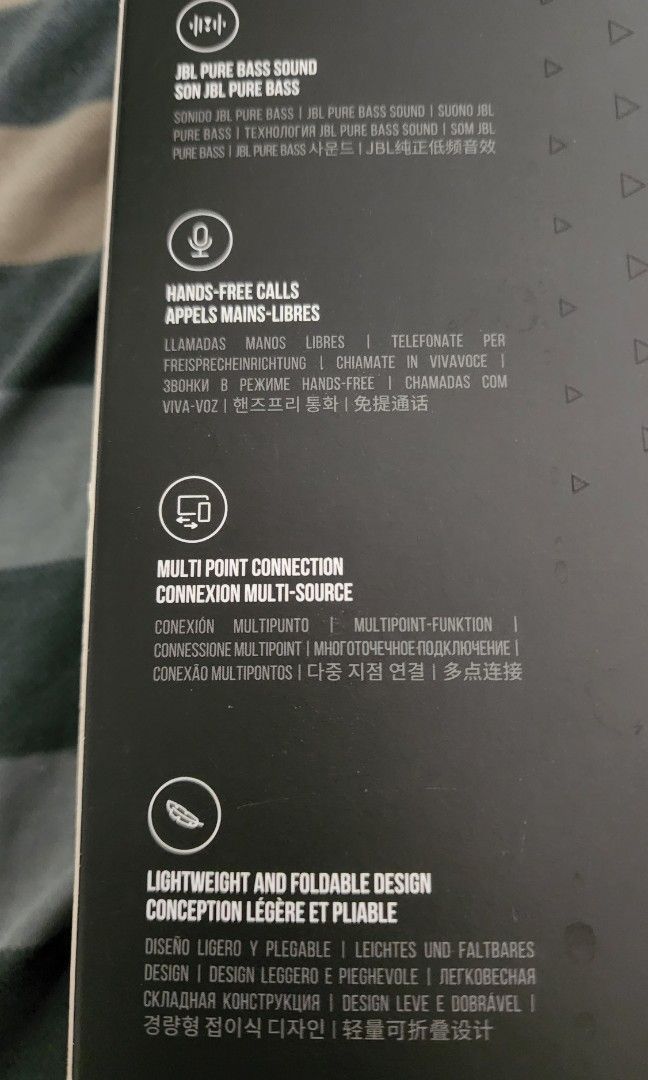 JBL PURE BASS SOUND
SON JBL PURE BASS
SONIDO JBL PURE BASS | JBL PURE BASS SOUND | SUONO JBL
PURE BASS | ТЕХНОЛОГИЯ JBL PURE BASS SOUND | SOM JBL
PURE BASS | JBL PURE BASS 사운드 | JBL纯正低频音效
HANDS-FREE CALLS
APPELS MAINS-LIBRES
LLAMADAS MANOS LIBRES | TELEFONATE PER
FREISPRECHEINRICHTUNG | CHIAMATE IN VIVAVOCE |
ЗВОНКИ В РЕЖИМЕ HANDS-FREE | CHAMADAS COM
VIVA-VOZ | 핸즈프리 통화 | 免提通话
MULTI POINT CONNECTION
CONNEXION MULTI-SOURCE
CONEXIÓN MULTIPUNTO | MULTIPOINT-FUNKTION |
CONNESSIONE MULTIPOINT | МНОГОТОЧЕЧНОЕ ПОДКЛЮЧЕНИЕ |
CONEXÃO MULTIPONTOS | 다중 지점 연결 | 多点连接
LIGHTWEIGHT AND FOLDABLE DESIGN
CONCEPTION LÉGÈRE ET PLIABLE
DISEÑO LIGERO Y PLEGABLE | LEICHTES UND FALTBARES
DESIGN | DESIGN LEGGERO E PIEGHEVOLE | ЛЕГКОВЕСНАЯ
СКЛАДНАЯ КОНСТРУКЦИЯ | DESIGN LEVE E DOBRÁVEL |
경량형 접이식 디자인 | 轻量可折叠设计